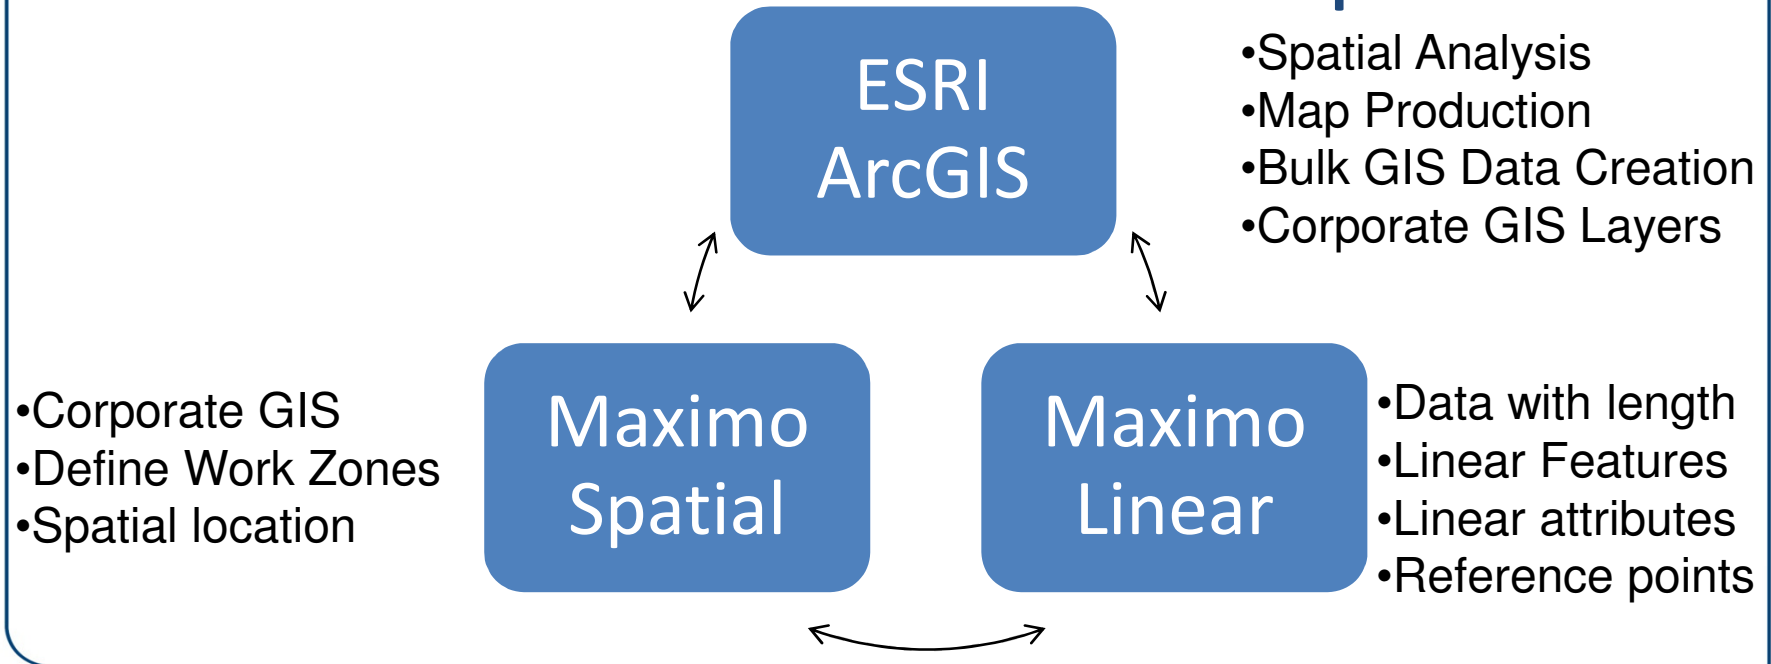 ESRI
ArcGIS
•Spatial Analysis
•Map Production
•Bulk GIS Data Creation
•Corporate GIS Layers
•Corporate GIS
•Define Work Zones
•Spatial location
Maximo
Spatial
Maximo
Linear
•Data with length
•Linear Features
•Linear attributes
•Reference points